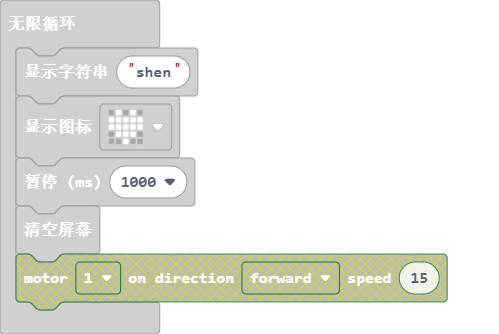 无限循环
显示字符串 "shen"
显示图标
暂停 (ms) 1000
清空屏幕
motor 1 on direction forward speed 15